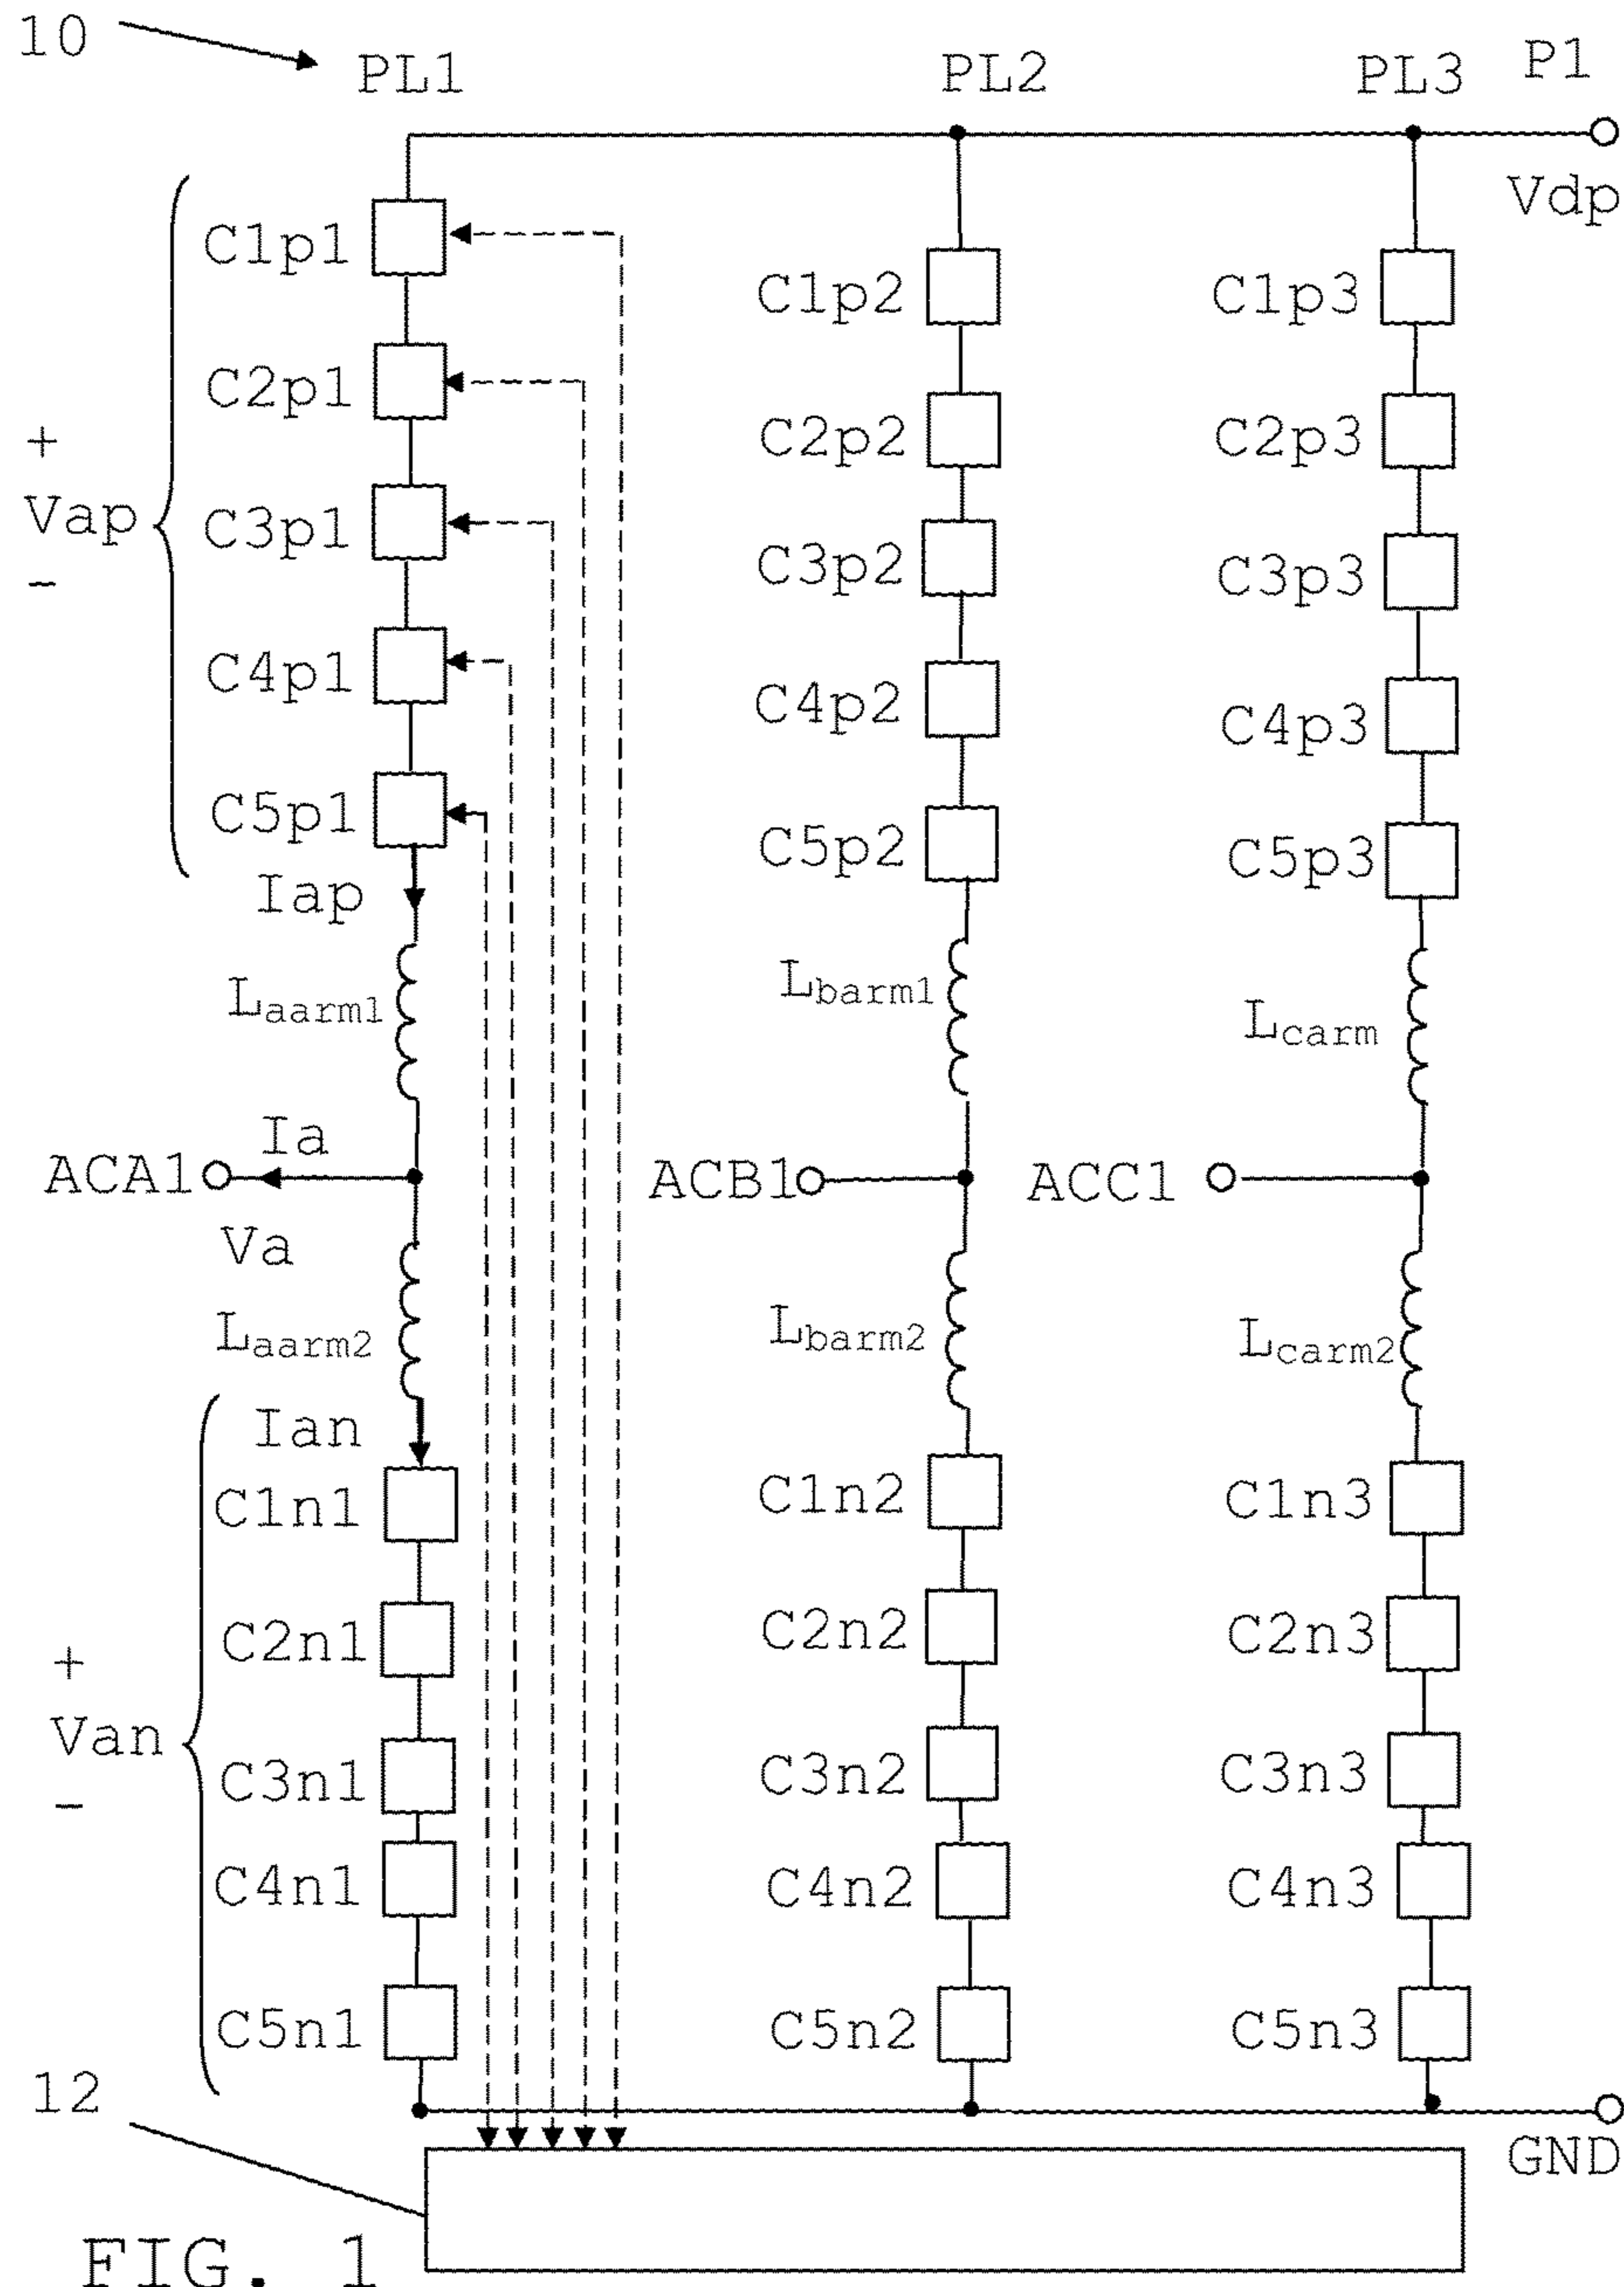 10
PL1
PL2
PL3
P1
Vdp
C1p1
C1p2
C1p3
C2p1
C2p2
C2p3
+
Vap
-
C3p1
C3p2
C3p3
C4p1
C4p2
C4p3
C5p1
C5p2
C5p3
Iap
Laarm1
Lbarm1
Lcarm
Ia
ACA1
ACB1
ACC1
Va
Laarm2
Lbarm2
Lcarm2
Ian
C1n1
C1n2
C1n3
C2n1
C2n2
C2n3
+
Van
-
C3n1
C3n2
C3n3
C4n1
C4n2
C4n3
C5n1
C5n2
C5n3
12
GND
FIG. 1